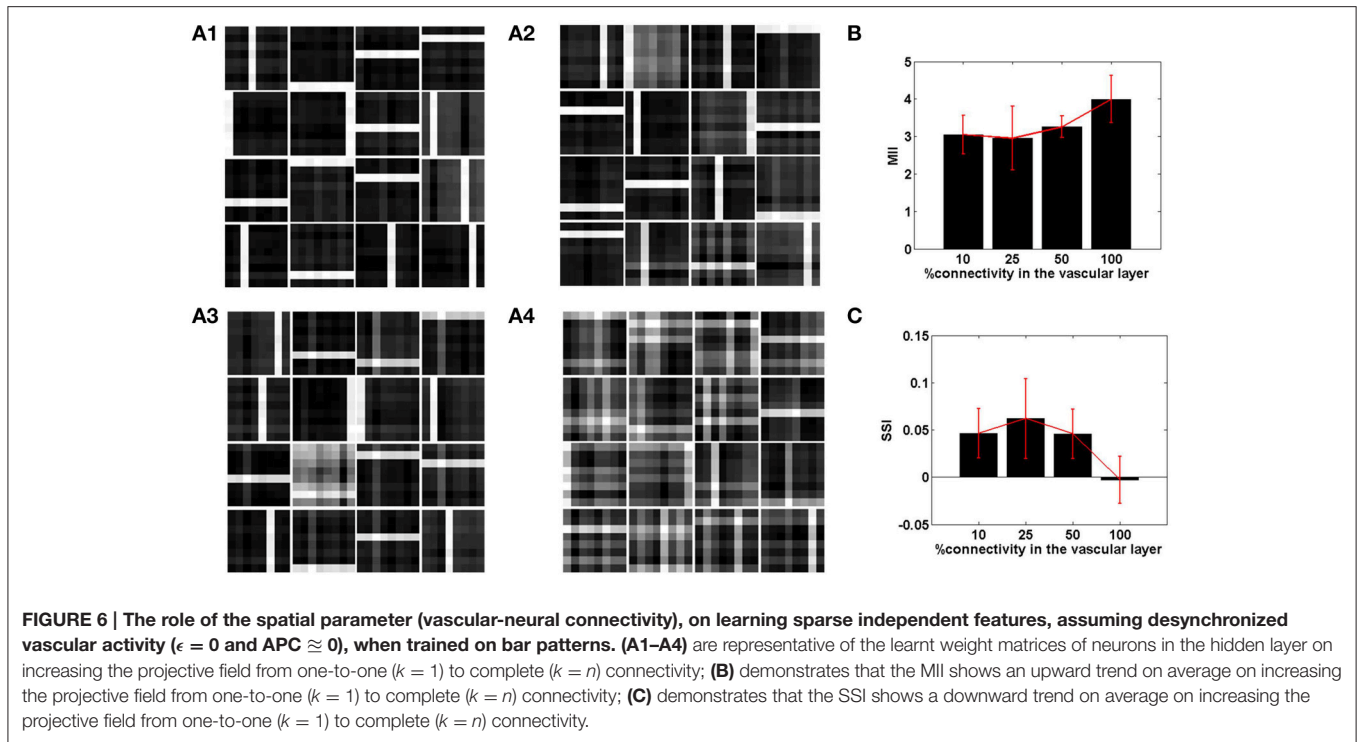 A1
A2
B
5
4
3
2
1
0
MII
10 25 50 100
%connectivity in the vascular layer
A3
A4
C
0.15
0.1
0.05
0
-0.05
SSI
10 25 50 100
%connectivity in the vascular layer
FIGURE 6 | The role of the spatial parameter (vascular-neural connectivity), on learning sparse independent features, assuming desynchronized
vascular activity (ϵ = 0 and APC ≊ 0), when trained on bar patterns. (A1–A4) are representative of the learnt weight matrices of neurons in the hidden layer on
increasing the projective field from one-to-one (k = 1) to complete (k = n) connectivity; (B) demonstrates that the MII shows an upward trend on average on increasing
the projective field from one-to-one (k = 1) to complete (k = n) connectivity; (C) demonstrates that the SSI shows a downward trend on average on increasing the
projective field from one-to-one (k = 1) to complete (k = n) connectivity.